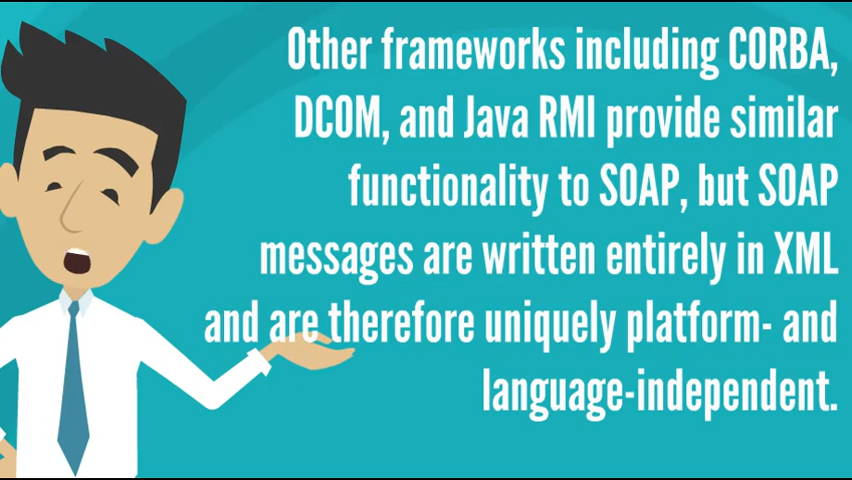 Other frameworks including CORBA,
DCOM, and Java RMI provide similar
functionality to SOAP, but SOAP
messages are written entirely in XML
and are therefore uniquely platform- and
language-independent.